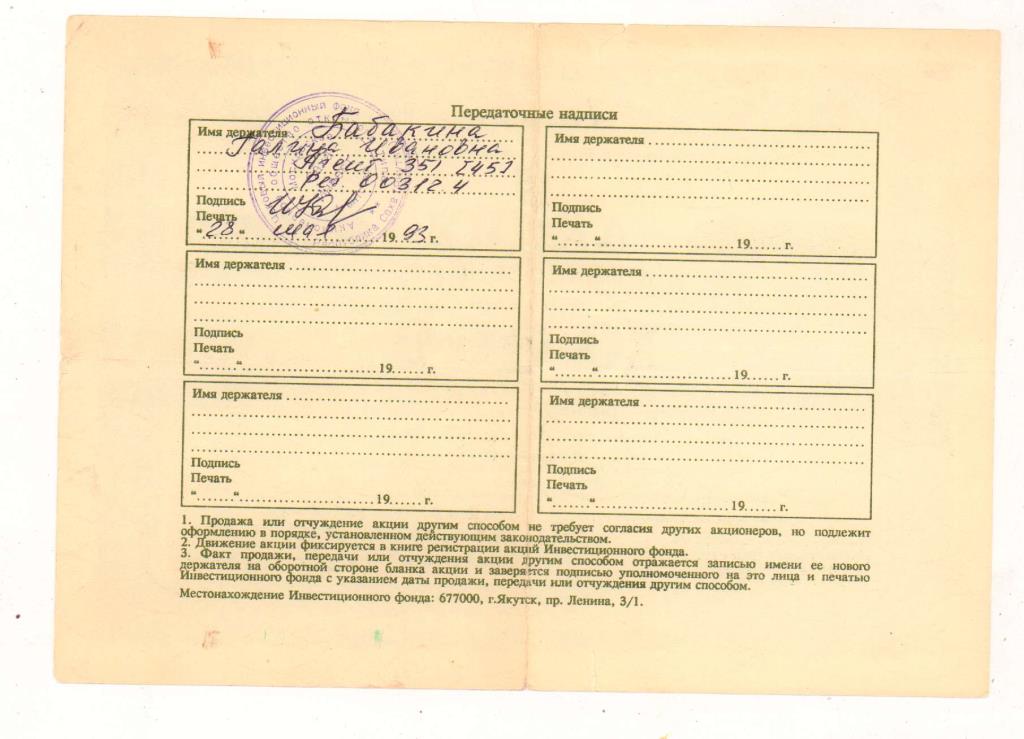 Передаточные надписи
Имя держателя Бабакина
Галина Ивановна
Агент 351 [45]
Рег 003124
Подпись
Печать
“ 28 “ мая 19 93 г.
Имя держателя
Подпись
Печать
“.......“ 19...... г.
Имя держателя
Подпись
Печать
“.......“ 19...... г.
Имя держателя
Подпись
Печать
“.......“ 19...... г.
Имя держателя
Подпись
Печать
“.......“ 19...... г.
Имя держателя
Подпись
Печать
“.......“ 19...... г.
1. Продажа или отчуждение акции другим способом не требует согласия других акционеров, но подлежит
оформлению в порядке, установленном действующим законодательством.
2. Движение акции фиксируется в книге регистрации акций Инвестиционного фонда.
3. Факт продажи, передачи или отчуждения акции другим способом отражается записью имени ее нового
держателя на оборотной стороне бланка акции и заверяется подписью уполномоченного на это лица и печатью
Инвестиционного фонда с указанием даты продажи, передачи или отчуждения другим способом.
Местонахождение Инвестиционного фонда: 677000, г.Якутск, пр. Ленина, 3/1.